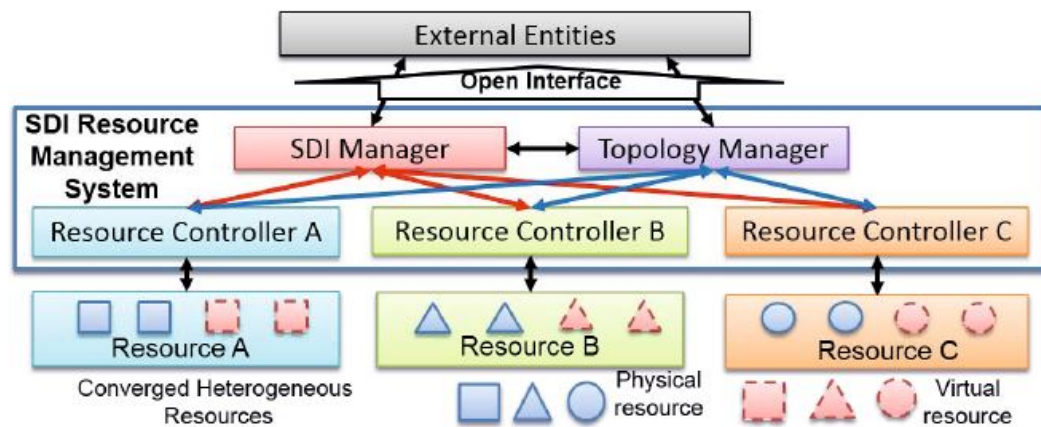 External Entities
Open Interface
SDI Resource
Management
System
SDI Manager
Topology Manager
Resource Controller A
Resource Controller B
Resource Controller C
Resource A
Resource B
Resource C
Converged Heterogeneous
Resources
Physical
resource
Virtual
resource